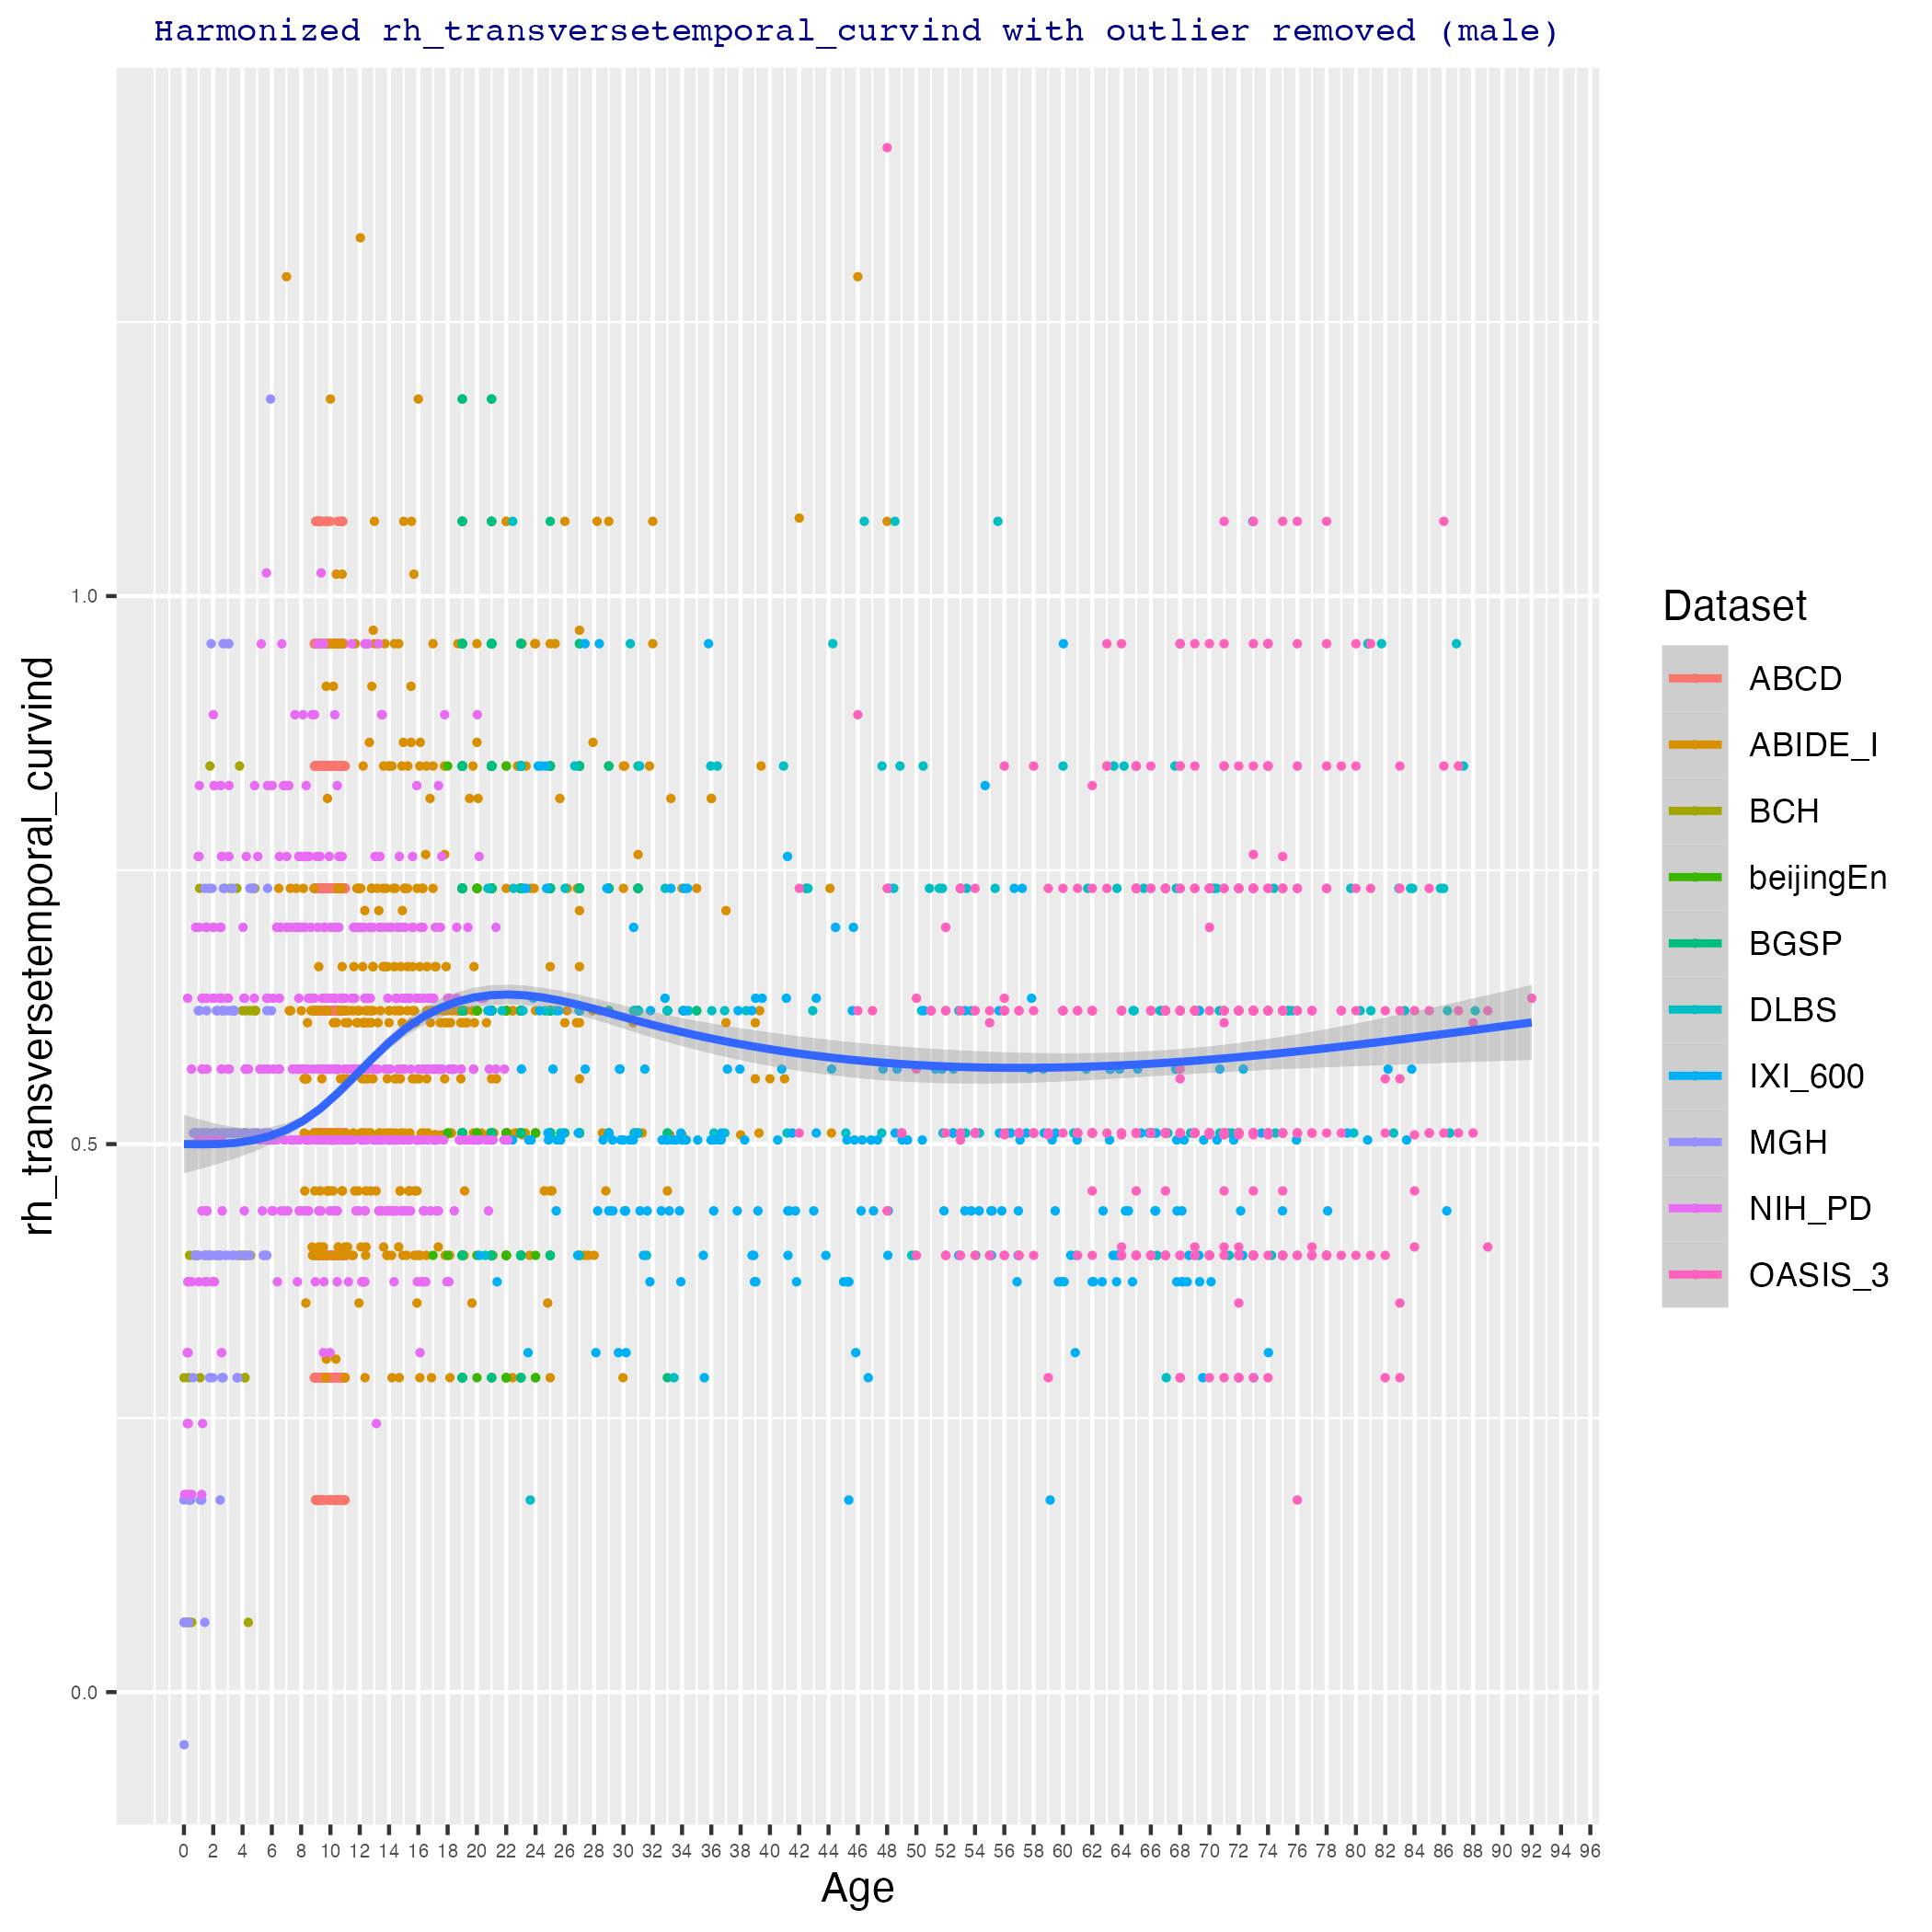 Harmonized rh_transversetemporal_curvind with outlier removed (male)
rh_transversetemporal_curvind
1.0
0.5
0.0
0 2 4 6 8 10 12 14 16 18 20 22 24 26 28 30 32 34 36 38 40 42 44 46 48 50 52 54 56 58 60 62 64 66 68 70 72 74 76 78 80 82 84 86 88 90 92 94 96
Age
Dataset
ABCD
ABIDE_I
BCH
beijingEn
BGSP
DLBS
IXI_600
MGH
NIH_PD
OASIS_3